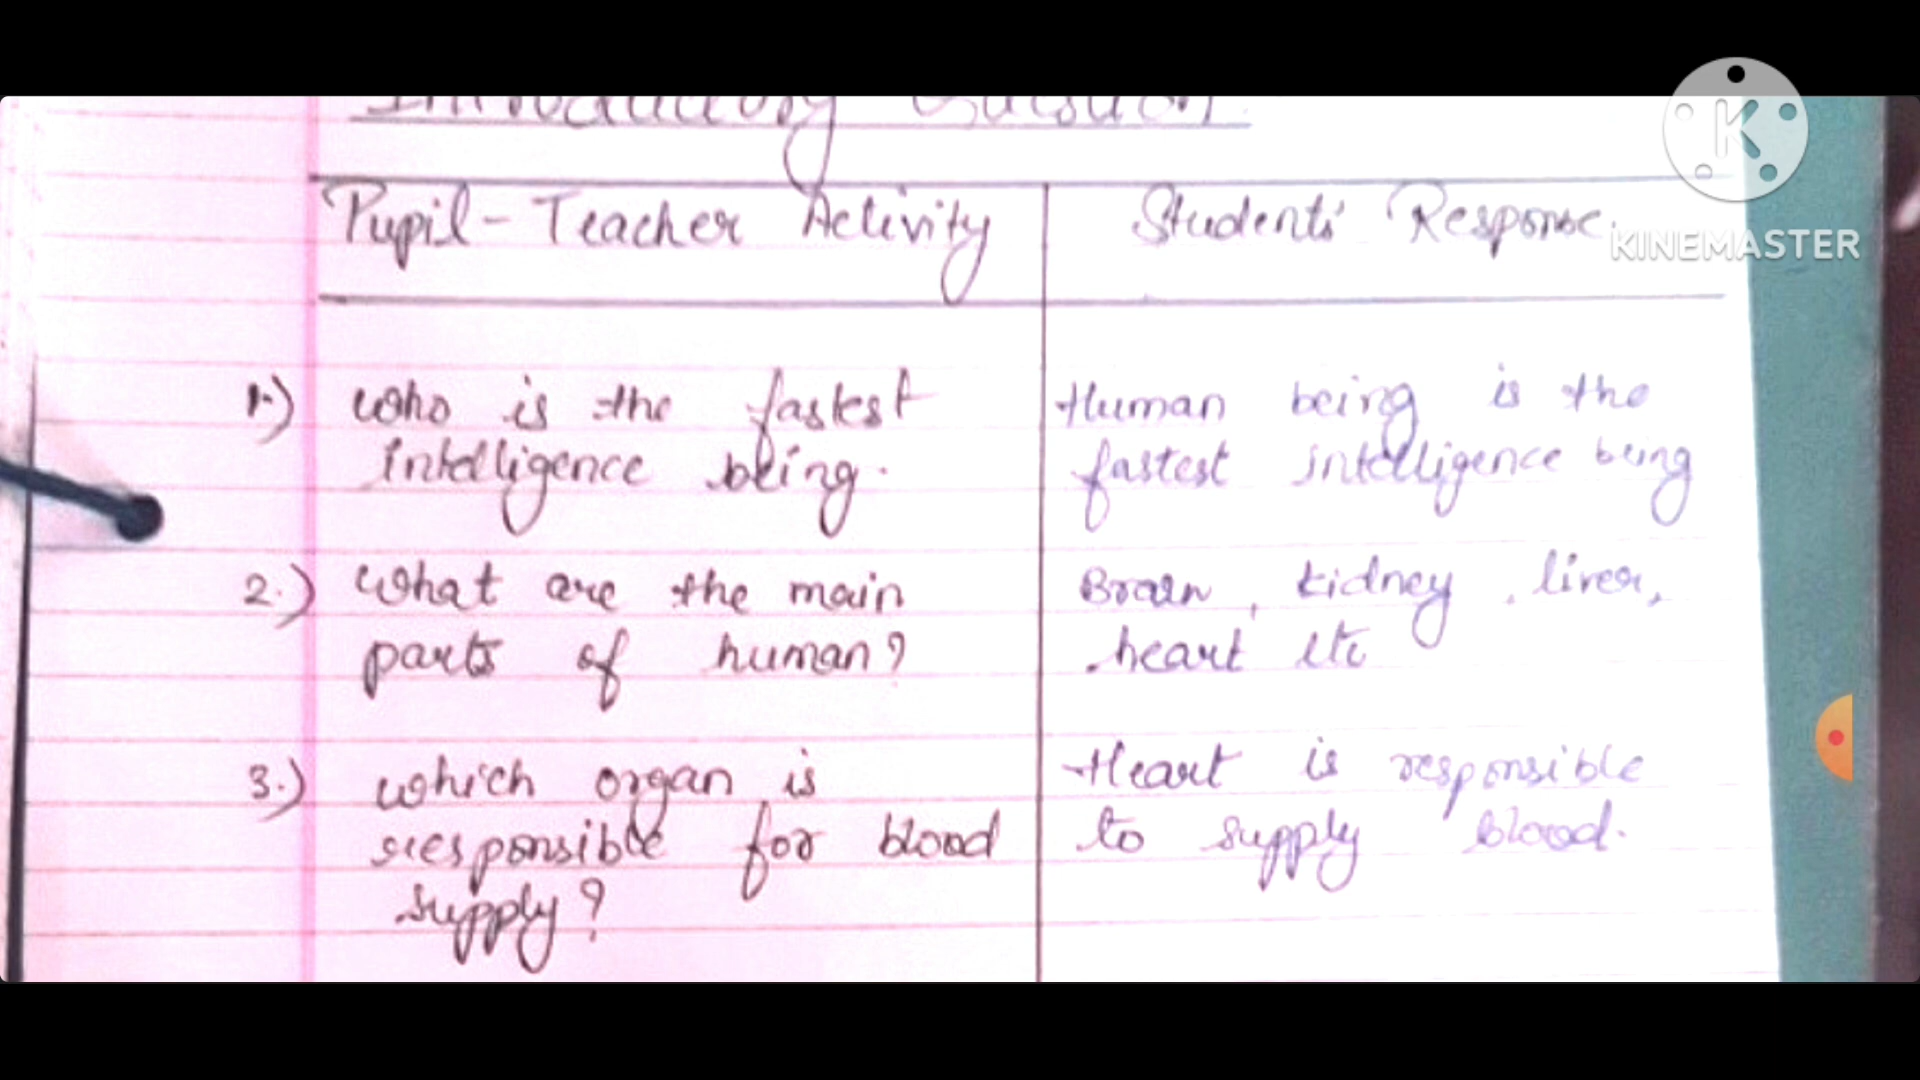 Introductory Question
Pupil-Teacher Activity
Students' Response.
KINEMASTER
1.) who is the fastest
intelligence being.
Human being is the
fastest intelligence being
2.) What are the main
parts of human?
Brain, kidney, liver,
heart etc
3.) which organ is
responsible for blood
supply?
Heart is responsible
to supply blood.